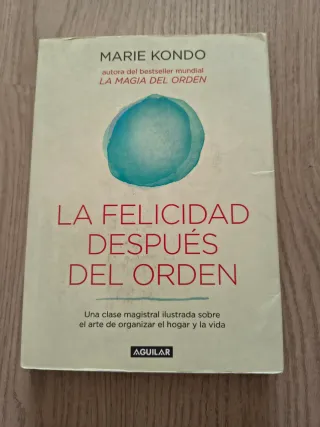 MARIE KONDO
autora del bestseller mundial
LA MAGIA DEL ORDEN
LA FELICIDAD
DESPUÉS
DEL ORDEN
Una clase magistral ilustrada sobre
el arte de organizar el hogar y la vida
AGUILAR